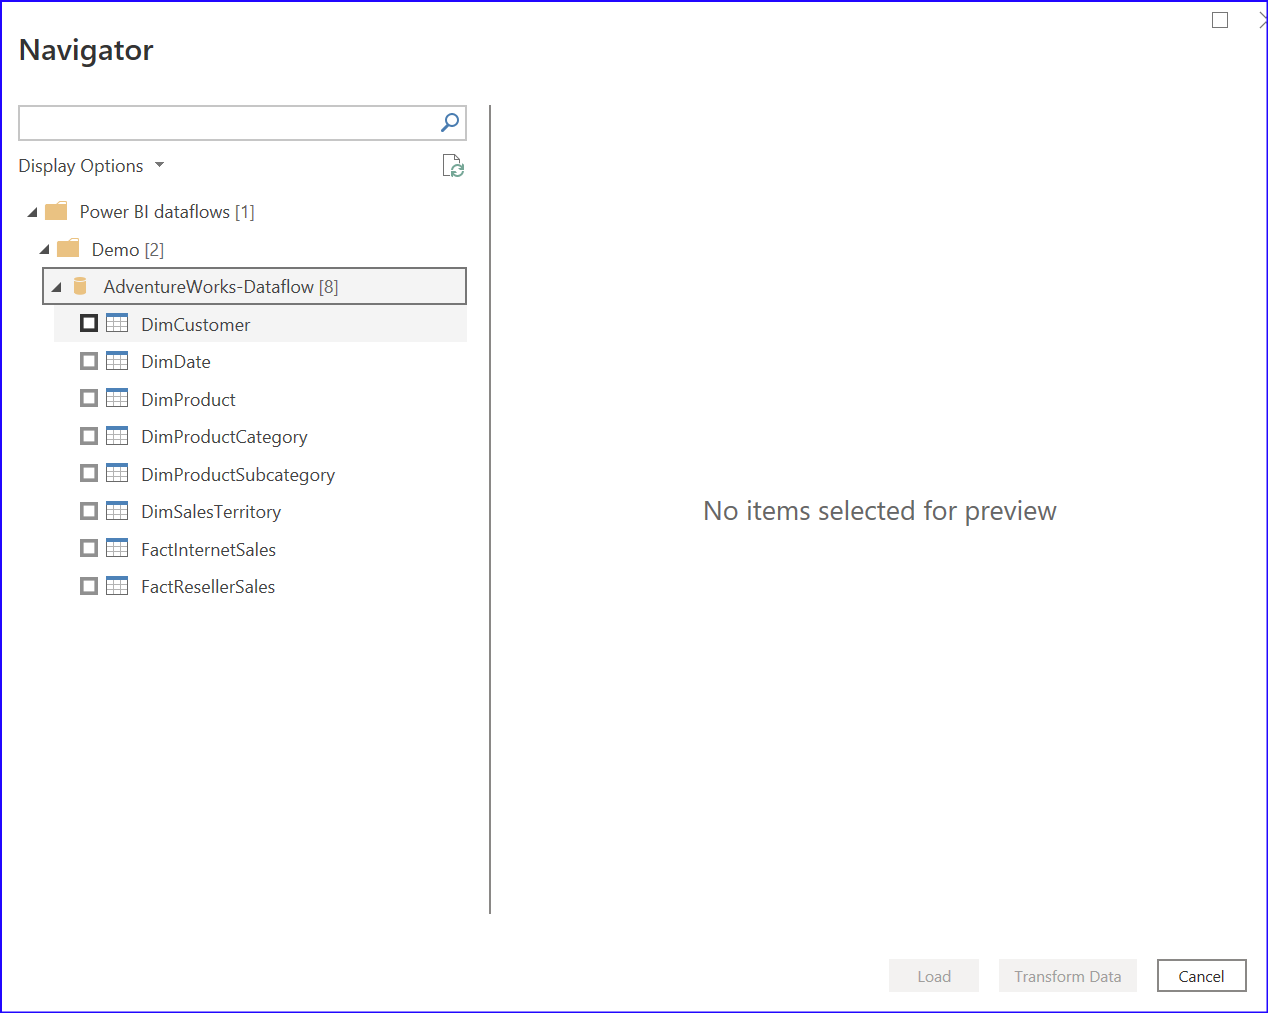 Navigator
Display Options
Power BI dataflows [1]
Demo [2]
AdventureWorks-Dataflow [8]
DimCustomer
DimDate
DimProduct
DimProductCategory
DimProductSubcategory
DimSalesTerritory
FactInternetSales
FactResellerSales
No items selected for preview
Load Transform Data Cancel